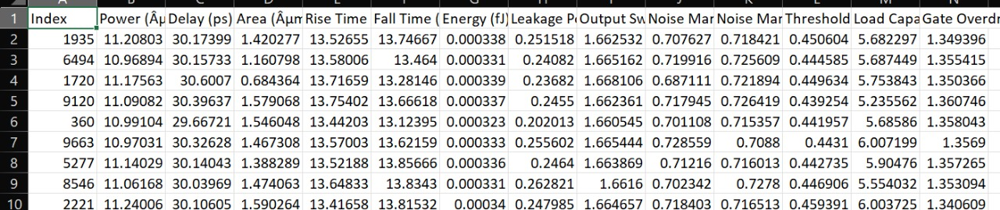 1 Index Power (Âµ Delay (ps) Area (Âµm Rise Time Fall Time ( Energy (fJ) Leakage P Output Sw Noise Mar Noise Mar Threshold Load Capa Gate Overdr
2 1935 11.20803 30.17399 1.420277 13.52655 13.74667 0.000338 0.251518 1.662532 0.707627 0.718421 0.450604 5.682297 1.349396
3 6494 10.96894 30.15733 1.160798 13.58006 13.464 0.000331 0.24082 1.665162 0.719916 0.725609 0.444585 5.687449 1.355415
4 1720 11.17563 30.6007 0.684364 13.71659 13.28146 0.000339 0.23682 1.668106 0.687111 0.721894 0.449634 5.753843 1.350366
5 9120 11.09082 30.39637 1.579068 13.75402 13.66618 0.000337 0.2455 1.662361 0.717945 0.726419 0.439254 5.235562 1.360746
6 360 10.99104 29.66721 1.546048 13.44203 13.12395 0.000323 0.202013 1.660545 0.701108 0.715357 0.441957 5.68586 1.358043
7 9663 10.97031 30.32628 1.467308 13.57003 13.62159 0.000333 0.255602 1.665444 0.728559 0.7088 0.4431 6.007199 1.3569
8 5277 11.14029 30.14043 1.388289 13.52188 13.85666 0.000336 0.2464 1.663869 0.71216 0.716013 0.442735 5.90476 1.357265
9 8546 11.06168 30.03969 1.474063 13.64833 13.8343 0.000331 0.262821 1.6616 0.702342 0.7278 0.446906 5.554032 1.353094
10 2221 11.24006 30.10605 1.590264 13.41658 13.81532 0.00034 0.247985 1.664657 0.718403 0.716513 0.459391 6.003725 1.340609